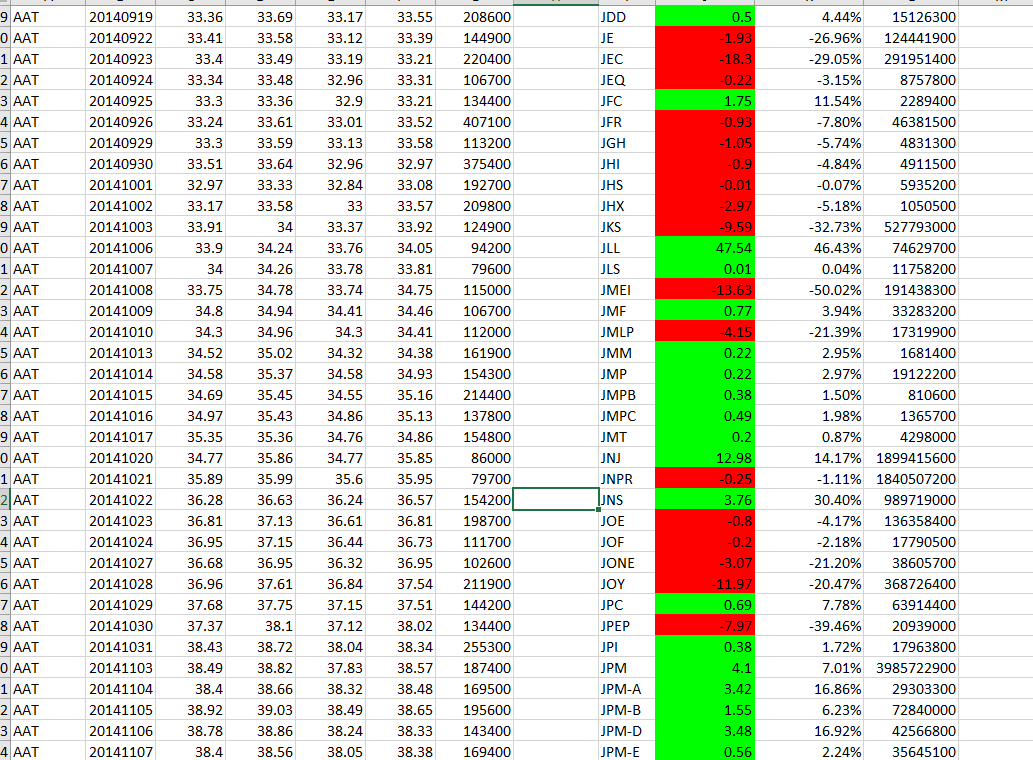 9 AAT 20140919 33.36 33.69 33.17 33.55 208600 JDD 0.5 4.44% 15126300
0 AAT 20140922 33.41 33.58 33.12 33.39 144900 JE -1.93 -26.96% 124441900
1 AAT 20140923 33.4 33.49 33.19 33.21 220400 JEC -18.3 -29.05% 291951400
2 AAT 20140924 33.34 33.48 32.96 33.31 106700 JEQ -0.22 -3.15% 8757800
3 AAT 20140925 33.3 33.36 32.9 33.21 134400 JFC 1.75 11.54% 2289400
4 AAT 20140926 33.24 33.61 33.01 33.52 407100 JFR -0.93 -7.80% 46381500
5 AAT 20140929 33.3 33.59 33.13 33.58 113200 JGH -1.05 -5.74% 4831300
6 AAT 20140930 33.51 33.64 32.96 32.97 375400 JHI -0.9 -4.84% 4911500
7 AAT 20141001 32.97 33.33 32.84 33.08 192700 JHS -0.01 -0.07% 5935200
8 AAT 20141002 33.17 33.58 33 33.57 209800 JHX -2.97 -5.18% 1050500
9 AAT 20141003 33.91 34 33.37 33.92 124900 JKS -9.59 -32.73% 527793000
0 AAT 20141006 33.9 34.24 33.76 34.05 94200 JLL 47.54 46.43% 74629700
1 AAT 20141007 34 34.26 33.78 33.81 79600 JLS 0.01 0.04% 11758200
2 AAT 20141008 33.75 34.78 33.74 34.75 115000 JMEI -13.63 -50.02% 191438300
3 AAT 20141009 34.8 34.94 34.41 34.46 106700 JMF 0.77 3.94% 33283200
4 AAT 20141010 34.3 34.96 34.3 34.41 112000 JMLP -4.15 -21.39% 17319900
5 AAT 20141013 34.52 35.02 34.32 34.38 161900 JMM 0.22 2.95% 1681400
6 AAT 20141014 34.58 35.37 34.58 34.93 154300 JMP 0.22 2.97% 19122200
7 AAT 20141015 34.69 35.45 34.55 35.16 214400 JMPB 0.38 1.50% 810600
8 AAT 20141016 34.97 35.43 34.86 35.13 137800 JMPC 0.49 1.98% 1365700
9 AAT 20141017 35.35 35.36 34.76 34.86 154800 JMT 0.2 0.87% 4298000
0 AAT 20141020 34.77 35.86 34.77 35.85 86000 JNJ 12.98 14.17% 1899415600
1 AAT 20141021 35.89 35.99 35.6 35.95 79700 JNPR -0.25 -1.11% 1840507200
2 AAT 20141022 36.28 36.63 36.24 36.57 154200 JNS 3.76 30.40% 989719000
3 AAT 20141023 36.81 37.13 36.61 36.81 198700 JOE -0.8 -4.17% 136358400
4 AAT 20141024 36.95 37.15 36.44 36.73 111700 JOF -0.2 -2.18% 17790500
5 AAT 20141027 36.68 36.95 36.32 36.95 102600 JONE -3.07 -21.20% 38605700
6 AAT 20141028 36.96 37.61 36.84 37.54 211900 JOY -11.97 -20.47% 368726400
7 AAT 20141029 37.68 37.75 37.15 37.51 144200 JPC 0.69 7.78% 63914400
8 AAT 20141030 37.37 38.1 37.12 38.02 134400 JPEP -7.97 -39.46% 20939000
9 AAT 20141031 38.43 38.72 38.04 38.34 255300 JPI 0.38 1.72% 17963800
0 AAT 20141103 38.49 38.82 37.83 38.57 187400 JPM 4.1 7.01% 3985722900
1 AAT 20141104 38.4 38.66 38.32 38.48 169500 JPM-A 3.42 16.86% 29303300
2 AAT 20141105 38.92 39.03 38.49 38.65 195600 JPM-B 1.55 6.23% 72840000
3 AAT 20141106 38.78 38.86 38.24 38.33 143400 JPM-D 3.48 16.92% 42566800
4 AAT 20141107 38.4 38.56 38.05 38.38 169400 JPM-E 0.56 2.24% 35645100